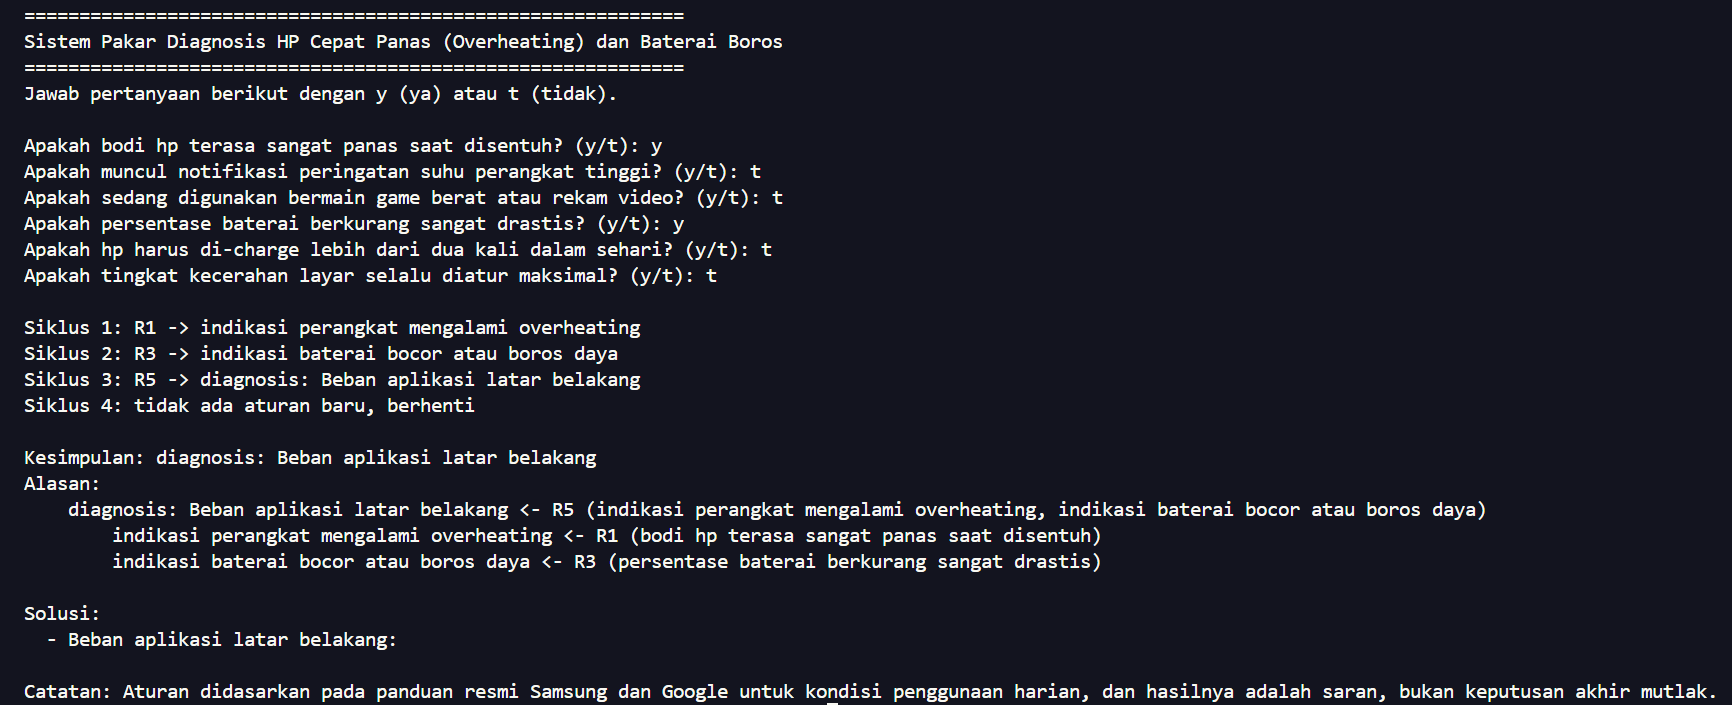 ============================================================
Sistem Pakar Diagnosis HP Cepat Panas (Overheating) dan Baterai Boros
============================================================
Jawab pertanyaan berikut dengan y (ya) atau t (tidak).

Apakah bodi hp terasa sangat panas saat disentuh? (y/t): y
Apakah muncul notifikasi peringatan suhu perangkat tinggi? (y/t): t
Apakah sedang digunakan bermain game berat atau rekam video? (y/t): t
Apakah persentase baterai berkurang sangat drastis? (y/t): y
Apakah hp harus di-charge lebih dari dua kali dalam sehari? (y/t): t
Apakah tingkat kecerahan layar selalu diatur maksimal? (y/t): t

Siklus 1: R1 -> indikasi perangkat mengalami overheating
Siklus 2: R3 -> indikasi baterai bocor atau boros daya
Siklus 3: R5 -> diagnosis: Beban aplikasi latar belakang
Siklus 4: tidak ada aturan baru, berhenti

Kesimpulan: diagnosis: Beban aplikasi latar belakang
Alasan:
    diagnosis: Beban aplikasi latar belakang <- R5 (indikasi perangkat mengalami overheating, indikasi baterai bocor atau boros daya)
        indikasi perangkat mengalami overheating <- R1 (bodi hp terasa sangat panas saat disentuh)
        indikasi baterai bocor atau boros daya <- R3 (persentase baterai berkurang sangat drastis)

Solusi:
  - Beban aplikasi latar belakang:

Catatan: Aturan didasarkan pada panduan resmi Samsung dan Google untuk kondisi penggunaan harian, dan hasilnya adalah saran, bukan keputusan akhir mutlak.